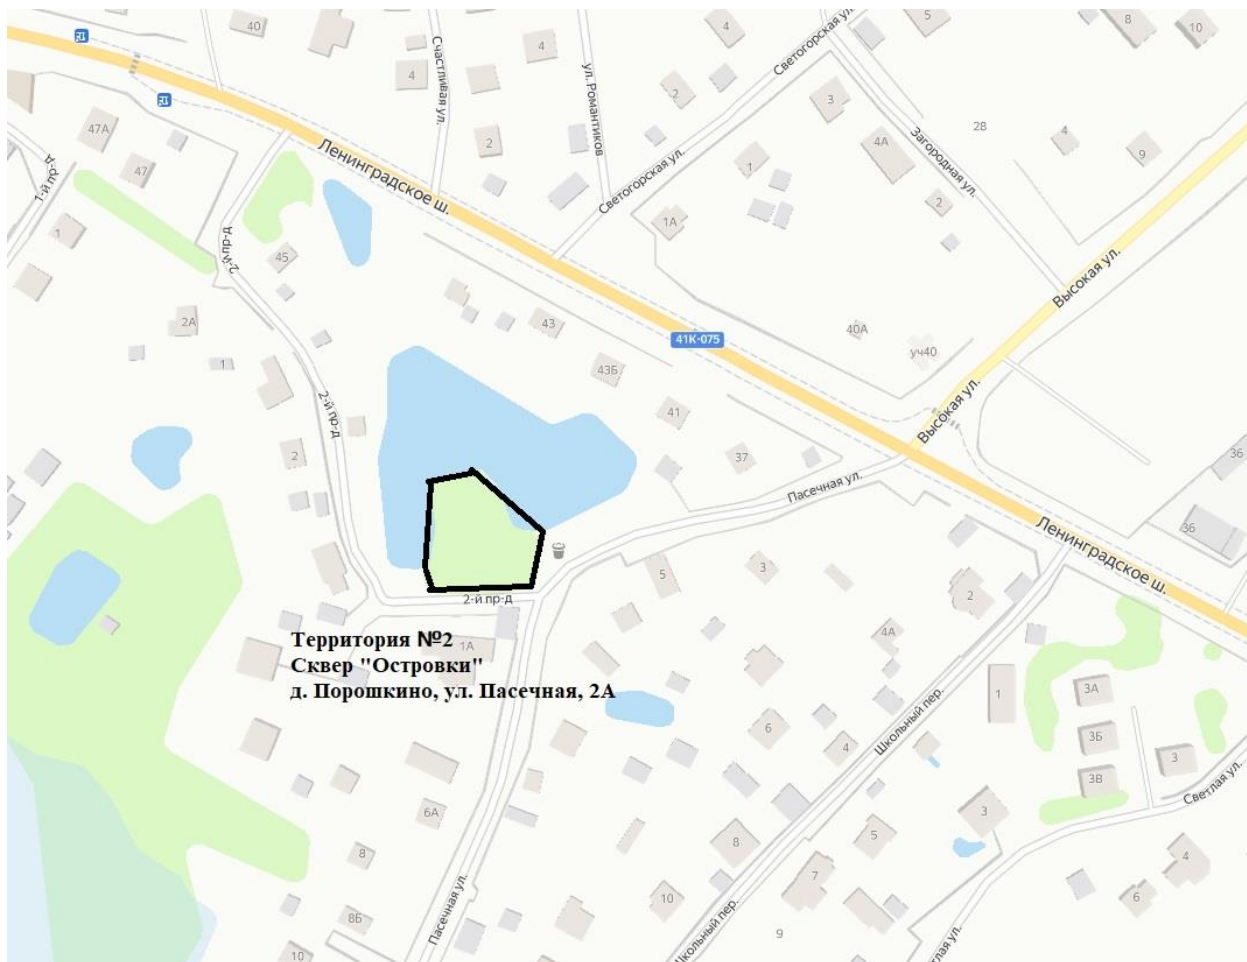 40
4
4
5
8
10
Светогорская ул.
Счастливая ул.
ул. Романтиков
2
3
47А
Ленинградское ш.
2
28
4
4А
Загородная ул.
9
47
1-й пр-д
1
Светогорская ул.
1А
2
1
2-й пр-д
45
Высокая ул.
2А
43
41К-075
40А
уч40
1
43Б
2-й пр-д
41
Высокая ул.
2
37
36
Пасечная ул.
36
Ленинградское ш.
5
3
2
2-й пр-д
Территория №2
Сквер "Островки"
д. Порошкино, ул. Пасечная, 2А
1А
4А
1
3А
6
4
Школьный пер.
3Б
3
3В
Светлая ул.
6А
3
8
5
8
7
4
10
6
8Б
Пасечная ул.
Школьный пер.
9
10